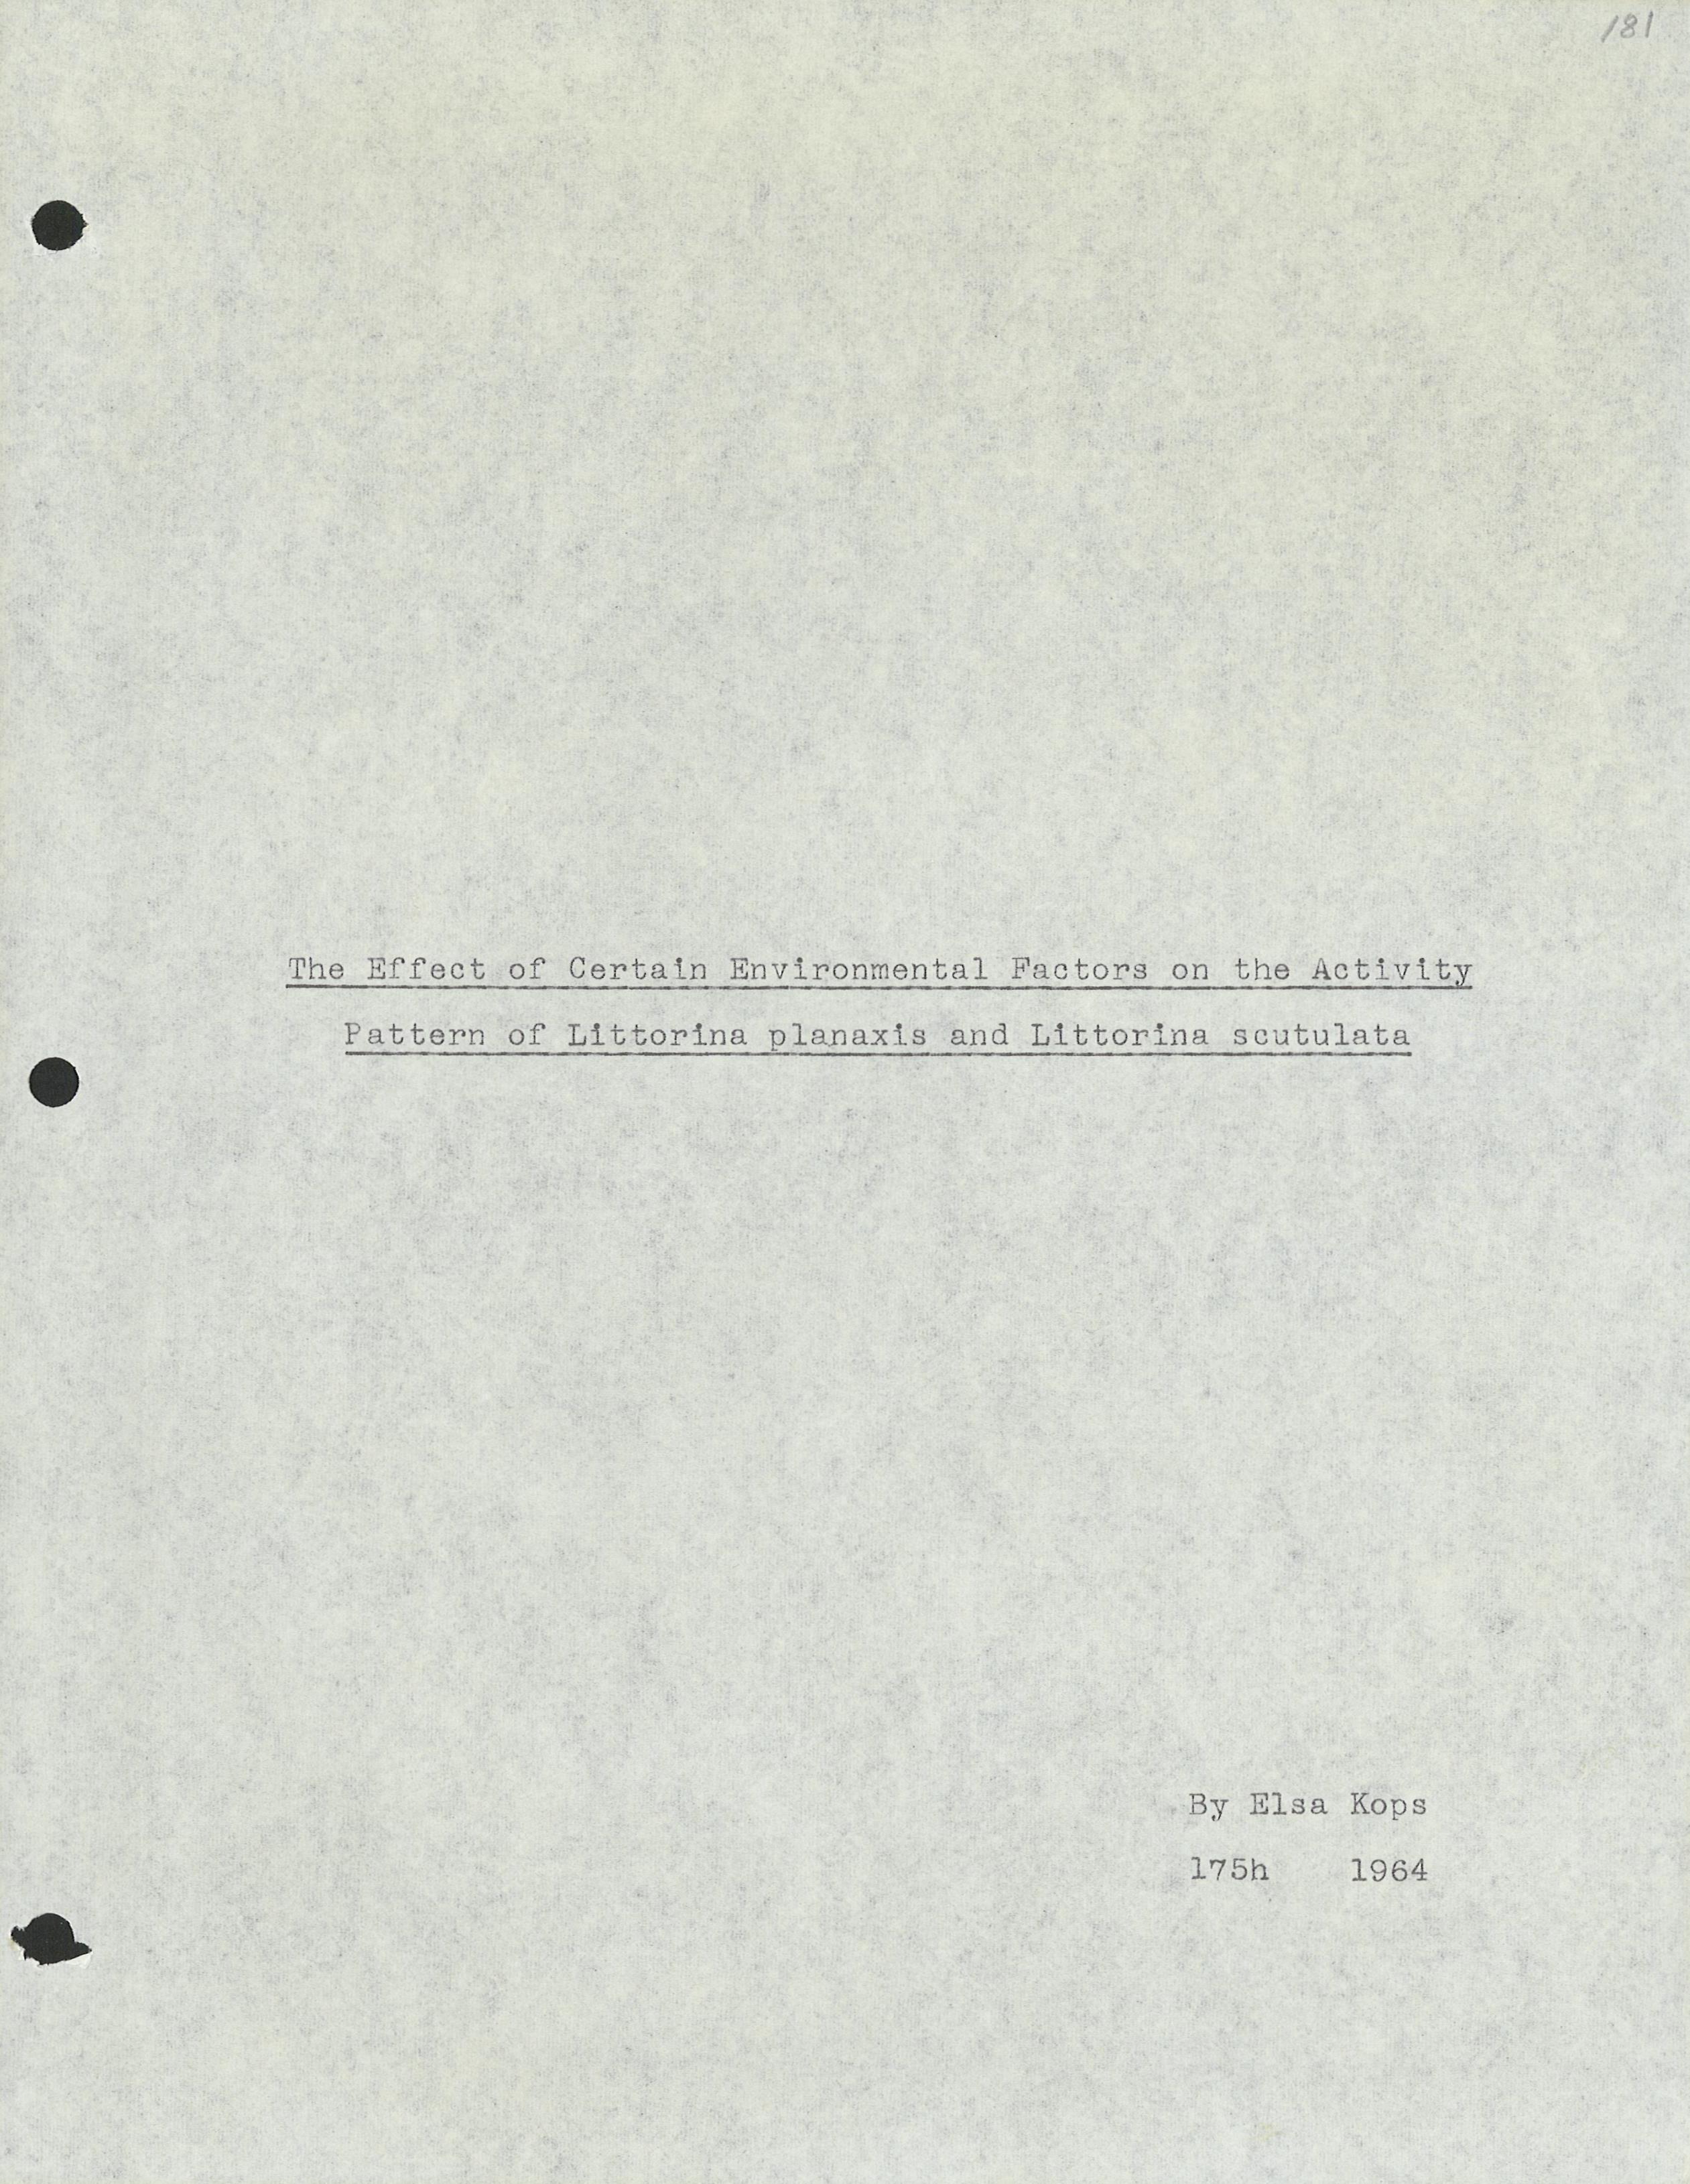 181
The Effect of Certain Environmental Factors on the Activity
Pattern of Littorina planaxis and Littorina scutulata
By Elsa Kops
175h 1964